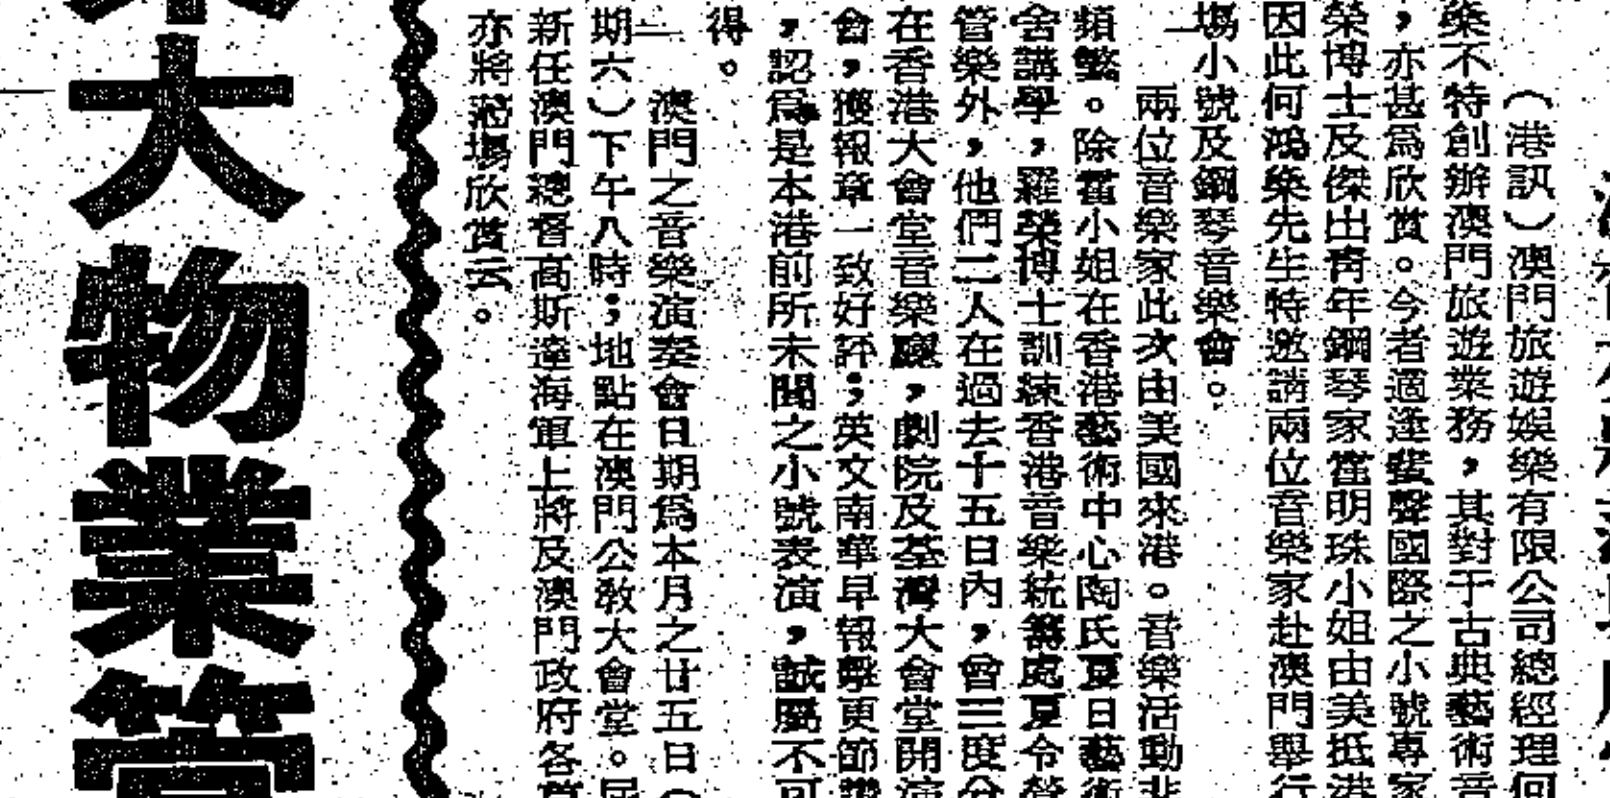 （港訊）澳門旅遊娛樂有限公司總經理何
榮不特創辦澳門旅遊業務，其對于古典藝術音
，亦甚爲欣賞。今者適逢蜚聲國際之小號專家
榮博士及傑出青年鋼琴家霍明珠小姐由美抵港
因此何鴻燊先生特邀請兩位音樂家赴澳門舉行
塲小號及鋼琴音樂會。
兩位音樂家此次由美國來港。音樂活動非
頻繁。除霍小姐在香港藝術中心陶氏夏日藝術
舍講學，羅榮博士訓練香港音樂統籌處夏令營
管樂外，他們二人在過去十五日內，曾三度分
在香港大會堂音樂廳，劇院及荃灣大會堂開演
會，獲報章一致好評；英文南華早報擊更節讚
，認爲是本港前所未聞之小號表演，誠屬不可
得。
澳門之音樂演奏會日期爲本月之廿五日（
期六）下午八時；地點在澳門公教大會堂。屆
新任澳門總督高斯達海軍上將及澳門政府各首
亦將蒞塲欣賞云。
大物業管